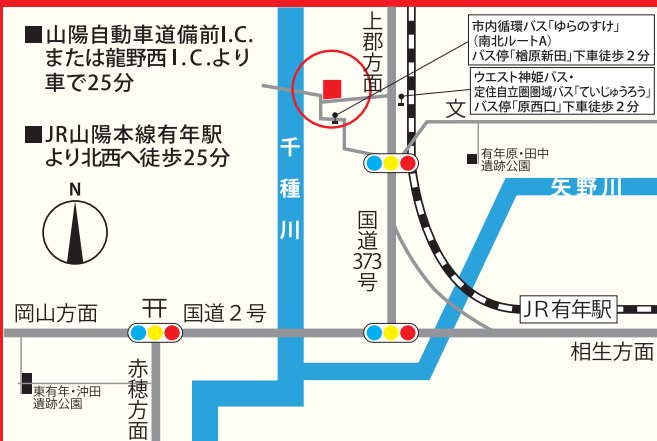 ■山陽自動車道備前I.C.
または龍野西I.C.より
車で25分
■JR山陽本線有年駅
より北西へ徒歩25分
N
上郡方面
市内循環バス「ゆらのすけ」
(南北ルートA)
バス停「楢原新田」下車徒歩2分
ウエスト神姫バス・
定住自立圏圏域バス「ていじゅうろう」
バス停「原西口」下車徒歩2分
文
有年原・田中
遺跡公園
千種川
矢野川
国道373号
JR有年駅
岡山方面
国道2号
相生方面
赤穂方面
東有年・沖田
遺跡公園